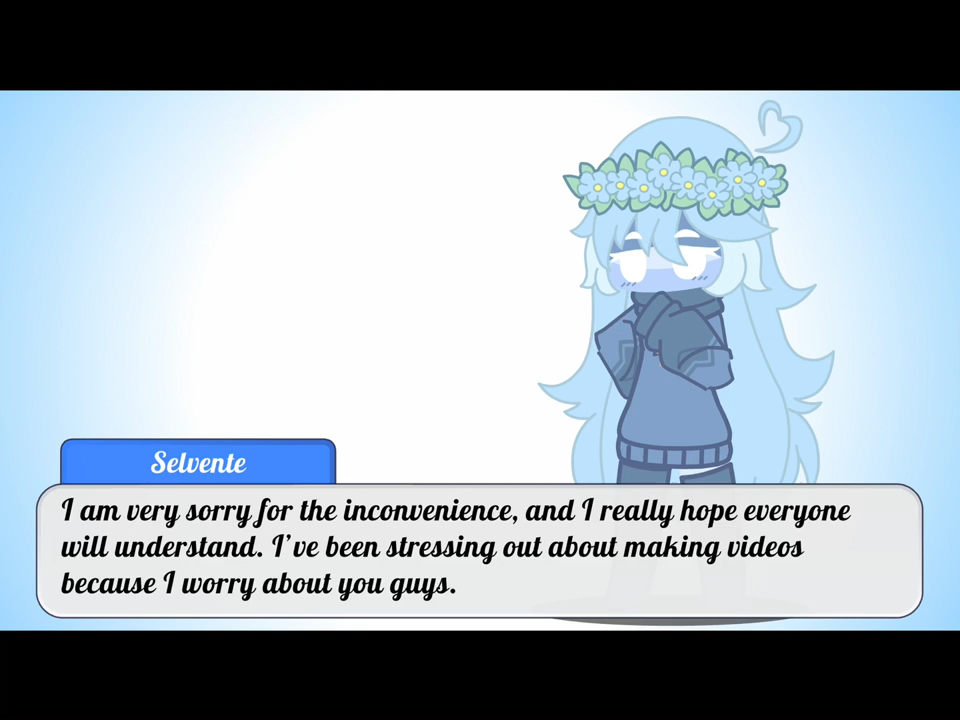 Selvente
I am very sorry for the inconvenience, and I really hope everyone
will understand. I've been stressing out about making videos
because I worry about you guys.